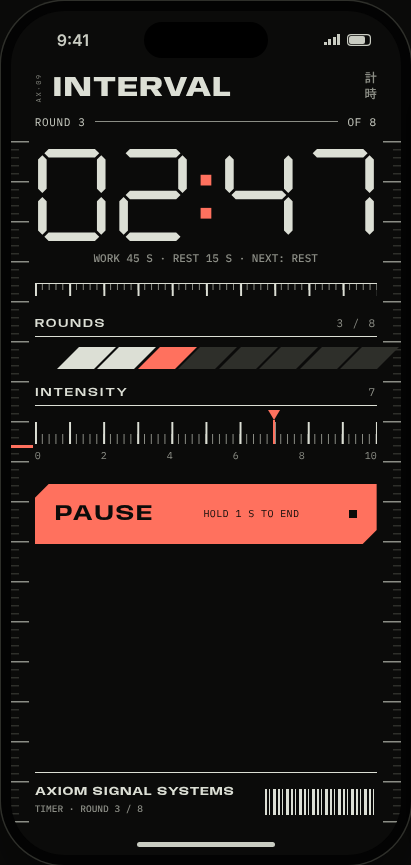 9:41
AX-09
INTERVAL
計時
ROUND 3
OF 8
02:47
WORK 45 S · REST 15 S · NEXT: REST
ROUNDS
3 / 8
INTENSITY
7
0 2 4 6 8 10
PAUSE
HOLD 1 S TO END
AXIOM SIGNAL SYSTEMS
TIMER · ROUND 3 / 8